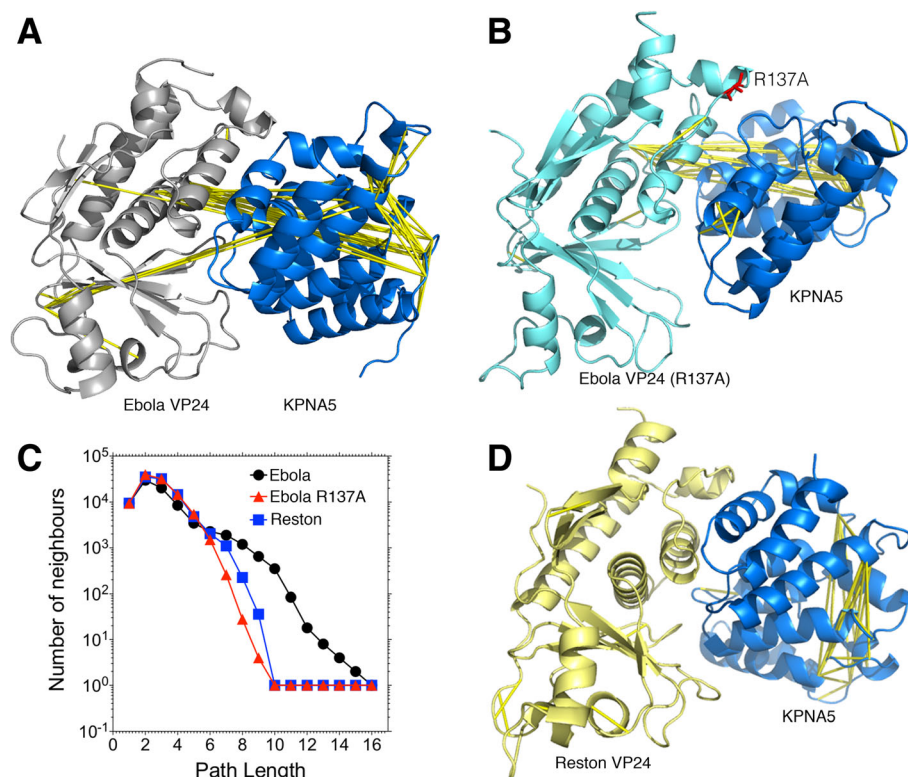 A
B
R137A
Ebola VP24
KPNA5
KPNA5
Ebola VP24 (R137A)
C
D
Number of neighbours
10^5
10^4
10^3
10^2
10^1
10^0
10^-1
Ebola
Ebola R137A
Reston
0 2 4 6 8 10 12 14 16
Path Length
KPNA5
Reston VP24